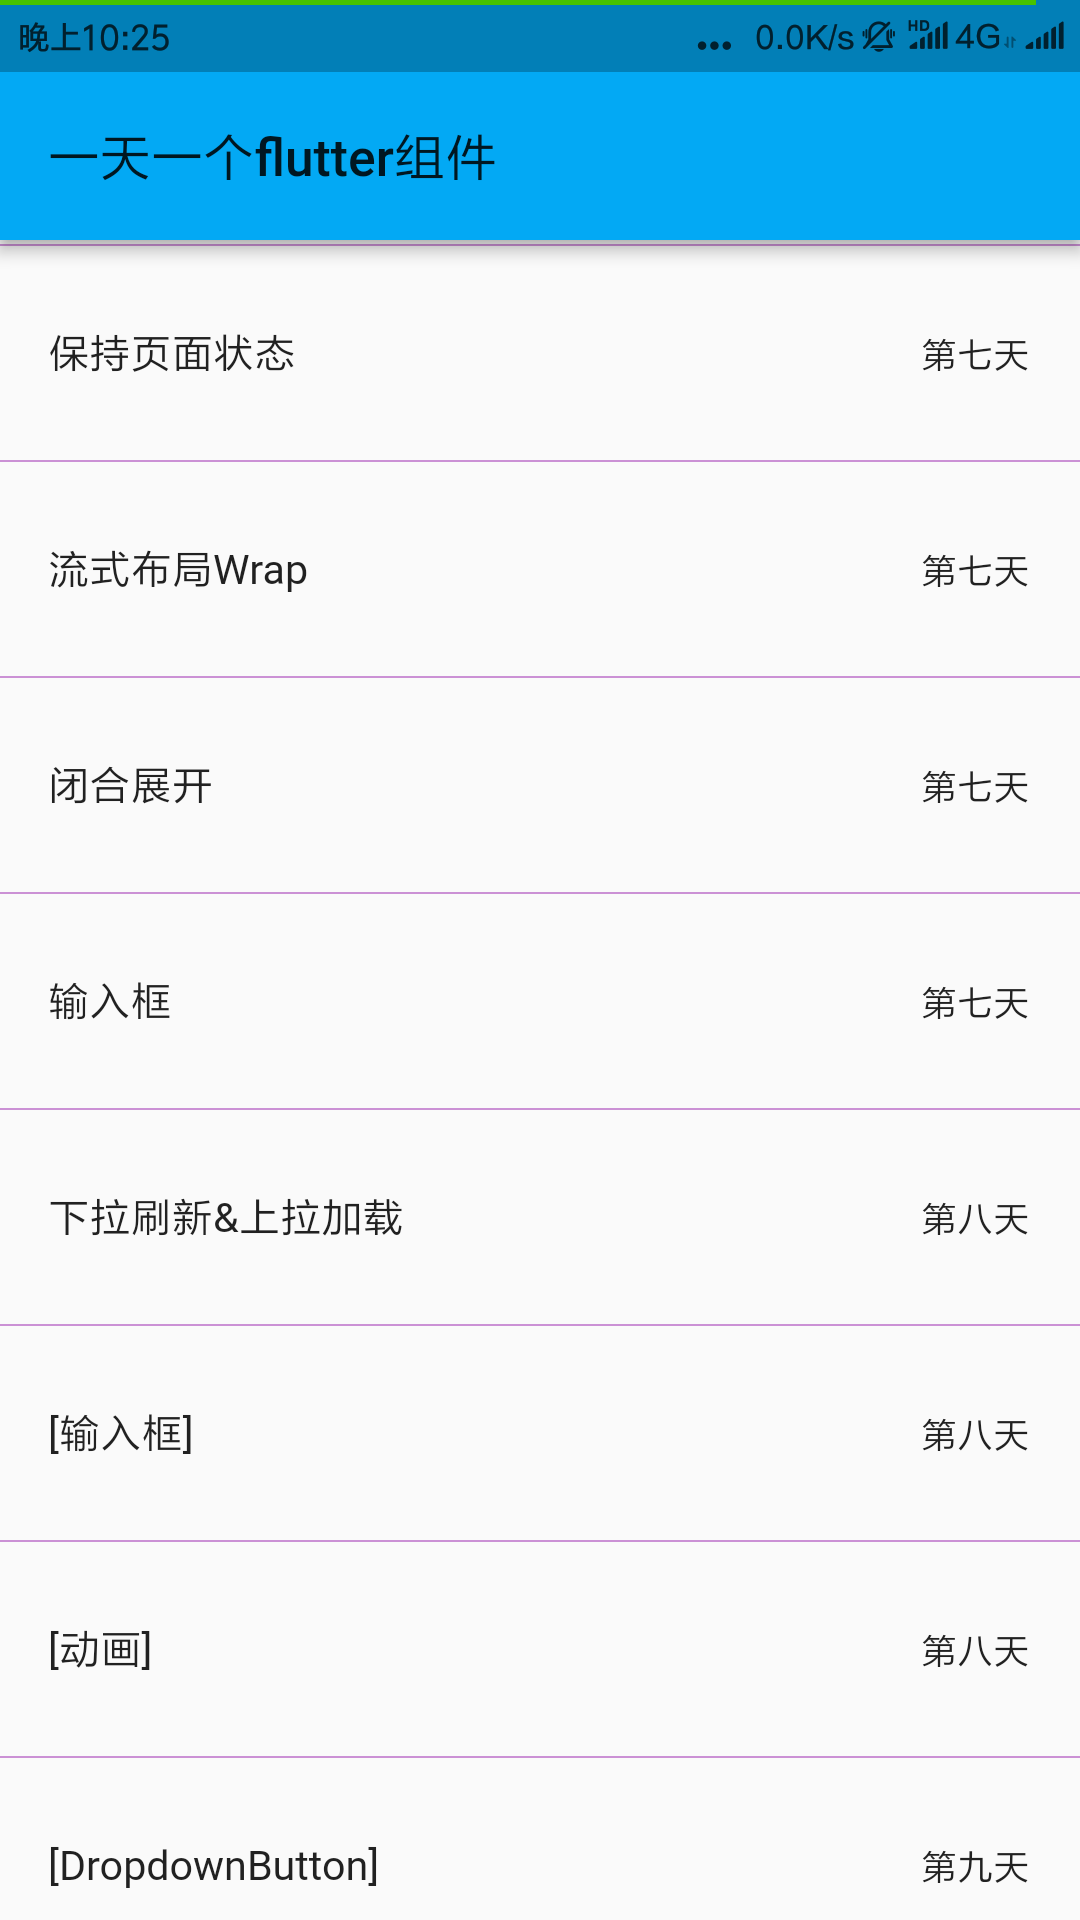 晚上10:25 ... 0.0K/s HD 4G
一天一个flutter组件
保持页面状态 第七天
流式布局Wrap 第七天
闭合展开 第七天
输入框 第七天
下拉刷新&上拉加载 第八天
[输入框] 第八天
[动画] 第八天
[DropdownButton] 第九天